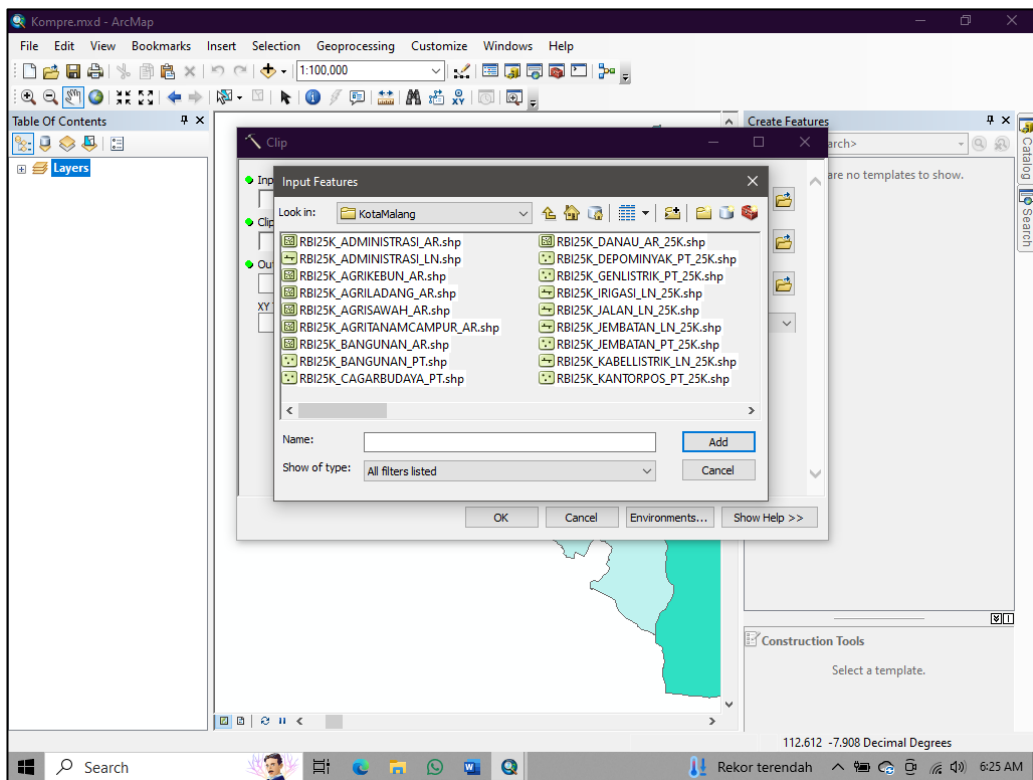 Kompre.mxd - ArcMap
File Edit View Bookmarks Insert Selection Geoprocessing Customize Windows Help
1:100,000
Table Of Contents
Layers
Create Features
arch>
are no templates to show.
Catalog
Search
Clip
Inp
Clip
Ou
XY
Input Features
Look in: KotaMalang
RBI25K_ADMINISTRASI_AR.shp
RBI25K_ADMINISTRASI_LN.shp
RBI25K_AGRIKEBUN_AR.shp
RBI25K_AGRILADANG_AR.shp
RBI25K_AGRISAWAH_AR.shp
RBI25K_AGRITANAMCAMPUR_AR.shp
RBI25K_BANGUNAN_AR.shp
RBI25K_BANGUNAN_PT.shp
RBI25K_CAGARBUDAYA_PT.shp
RBI25K_DANAU_AR_25K.shp
RBI25K_DEPOMINYAK_PT_25K.shp
RBI25K_GENLISTRIK_PT_25K.shp
RBI25K_IRIGASI_LN_25K.shp
RBI25K_JALAN_LN_25K.shp
RBI25K_JEMBATAN_LN_25K.shp
RBI25K_JEMBATAN_PT_25K.shp
RBI25K_KABELLISTRIK_LN_25K.shp
RBI25K_KANTORPOS_PT_25K.shp
Name: Add
Show of type: All filters listed Cancel
OK Cancel Environments... Show Help >>
Construction Tools
Select a template.
112.612 -7.908 Decimal Degrees
Search Rekor terendah 6:25 AM